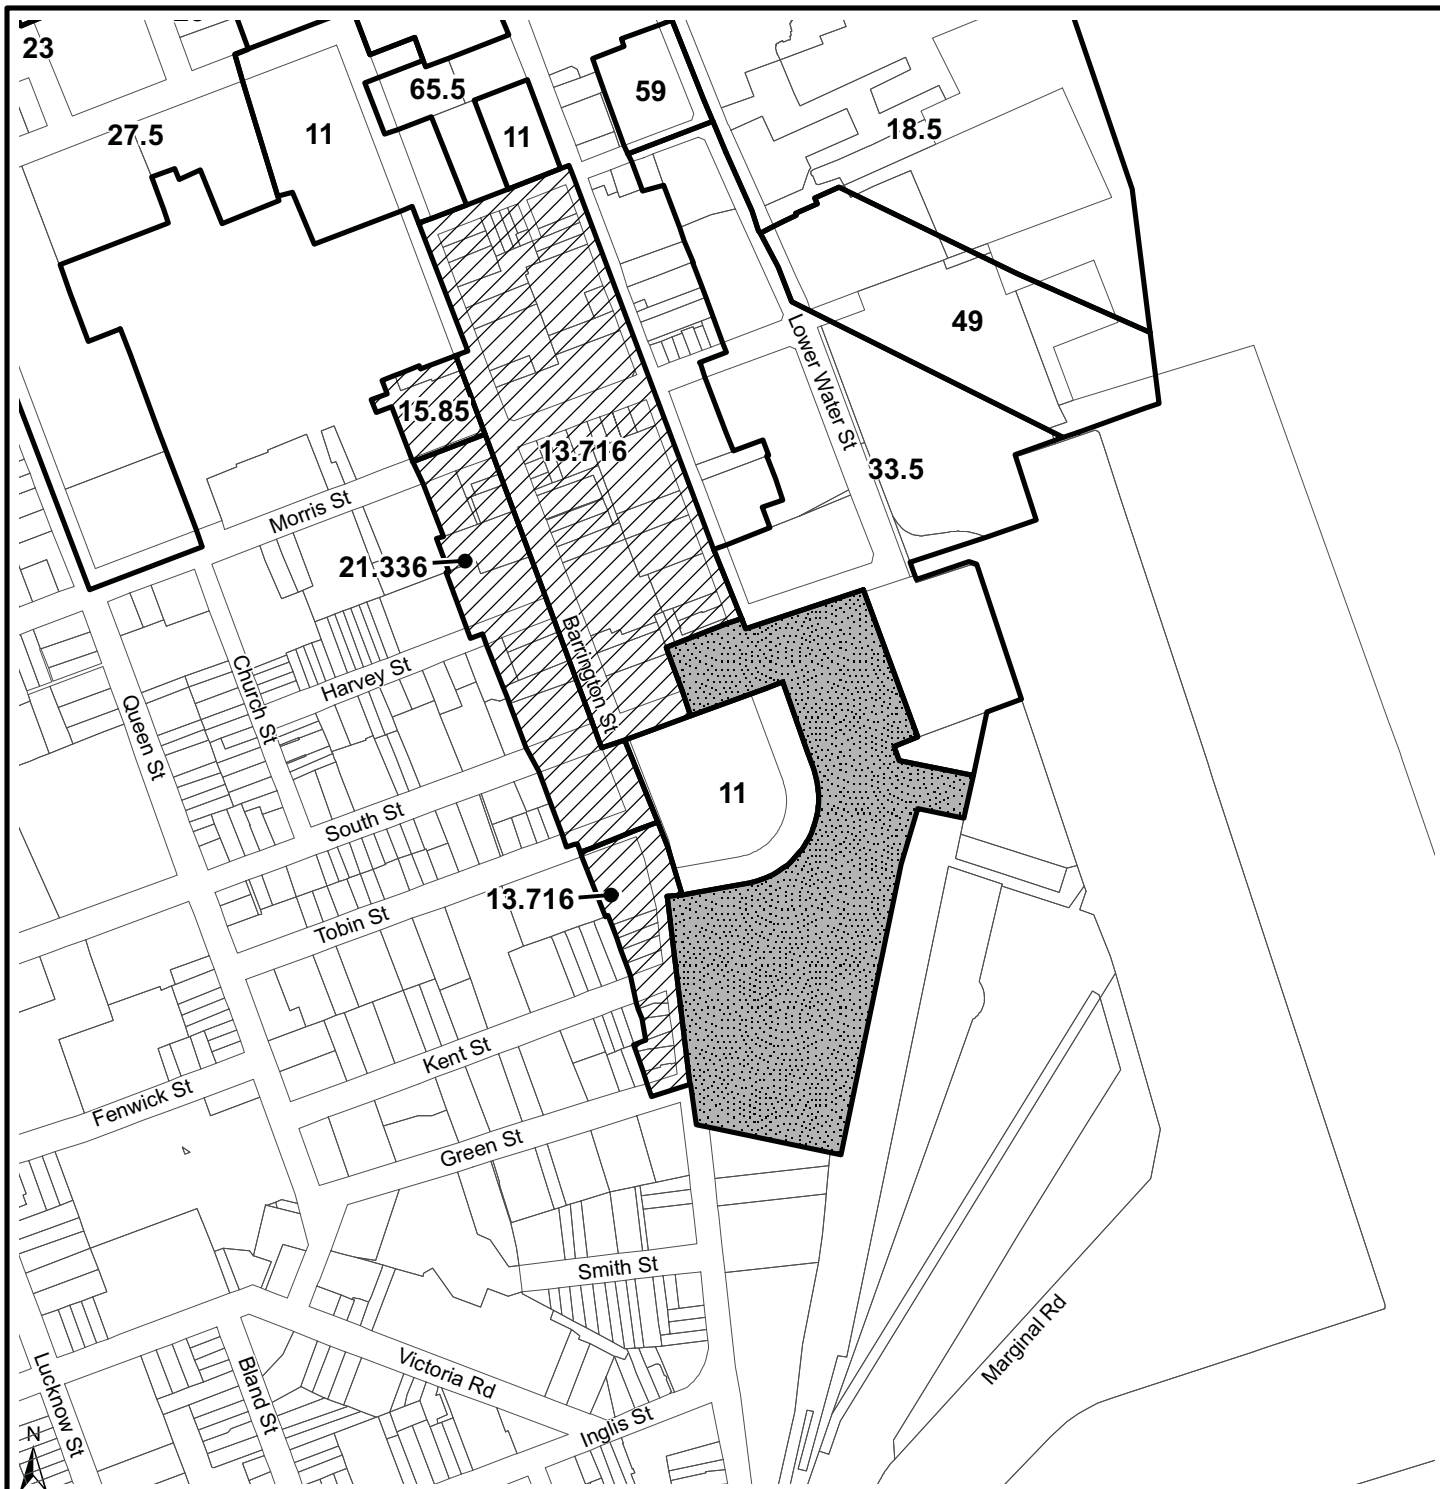 23
65.5
59
27.5
11
11
18.5
49
Lower Water St
15.85
13.716
33.5
Morris St
21.336
Barrington St
Harvey St
Church St
Queen St
11
South St
13.716
Tobin St
Kent St
Fenwick St
Green St
Smith St
Marginal Rd
Victoria Rd
Lucknow St
Bland St
Inglis St
N